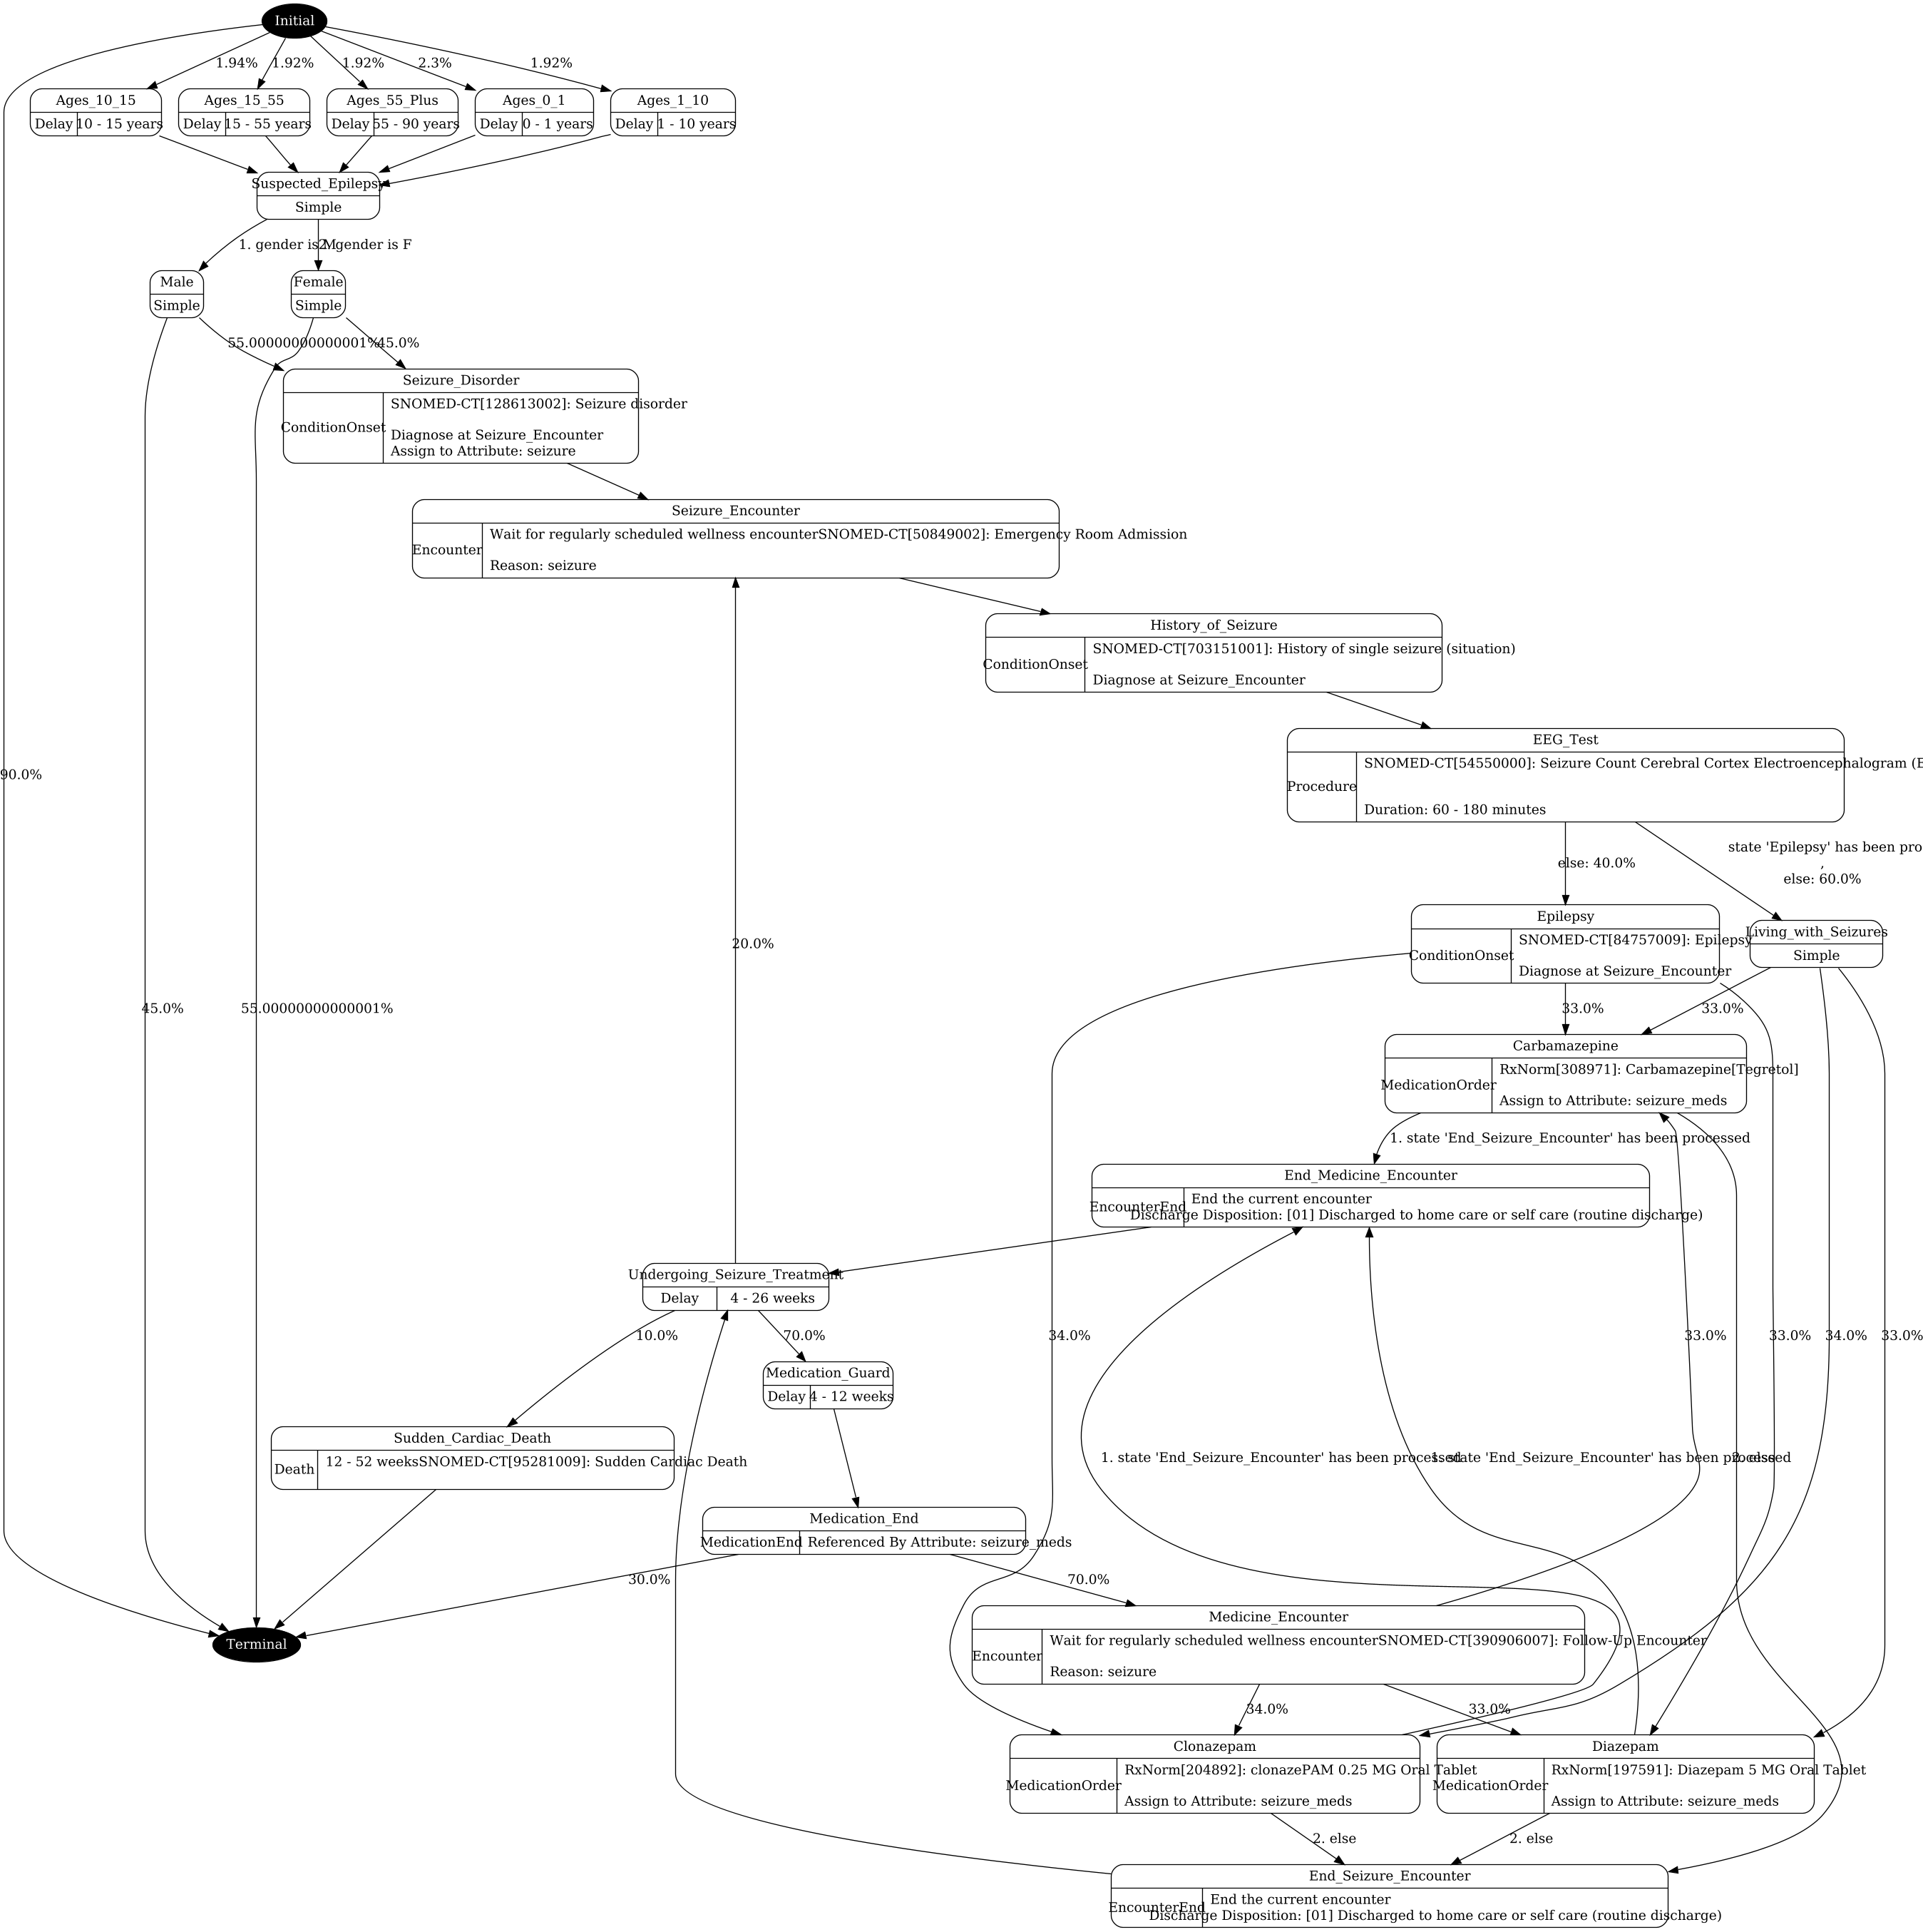 Initial
1.94%
1.92%
1.92%
2.3%
1.92%
Ages_10_15
Delay
10 - 15 years
Ages_15_55
Delay
15 - 55 years
Ages_55_Plus
Delay
55 - 90 years
Ages_0_1
Delay
0 - 1 years
Ages_1_10
Delay
1 - 10 years
Suspected_Epilepsy
Simple
1. gender is M
2. gender is F
Male
Simple
Female
Simple
55.00000000000001%
45.0%
Seizure_Disorder
ConditionOnset
SNOMED-CT[128613002]: Seizure disorder
Diagnose at Seizure_Encounter
Assign to Attribute: seizure
Seizure_Encounter
Encounter
Wait for regularly scheduled wellness encounterSNOMED-CT[50849002]: Emergency Room Admission
Reason: seizure
History_of_Seizure
ConditionOnset
SNOMED-CT[703151001]: History of single seizure (situation)
Diagnose at Seizure_Encounter
EEG_Test
Procedure
SNOMED-CT[54550000]: Seizure Count Cerebral Cortex Electroencephalogram (E
Duration: 60 - 180 minutes
90.0%
else: 40.0%
state 'Epilepsy' has been pro
,
else: 60.0%
Epilepsy
ConditionOnset
SNOMED-CT[84757009]: Epilepsy
Diagnose at Seizure_Encounter
Living_with_Seizures
Simple
20.0%
45.0%
55.00000000000001%
33.0%
33.0%
Carbamazepine
MedicationOrder
RxNorm[308971]: Carbamazepine[Tegretol]
Assign to Attribute: seizure_meds
1. state 'End_Seizure_Encounter' has been processed
End_Medicine_Encounter
EncounterEnd
End the current encounter
Discharge Disposition: [01] Discharged to home care or self care (routine discharge)
Undergoing_Seizure_Treatment
Delay
4 - 26 weeks
10.0%
70.0%
34.0%
33.0%
33.0%
34.0%
33.0%
Medication_Guard
Delay
4 - 12 weeks
Sudden_Cardiac_Death
Death
12 - 52 weeksSNOMED-CT[95281009]: Sudden Cardiac Death
1. state 'End_Seizure_Encounter' has been processed
1. state 'End_Seizure_Encounter' has been processed
2. else
Medication_End
MedicationEnd
Referenced By Attribute: seizure_meds
30.0%
70.0%
Terminal
Medicine_Encounter
Encounter
Wait for regularly scheduled wellness encounterSNOMED-CT[390906007]: Follow-Up Encounter
Reason: seizure
34.0%
33.0%
Clonazepam
MedicationOrder
RxNorm[204892]: clonazePAM 0.25 MG Oral Tablet
Assign to Attribute: seizure_meds
Diazepam
MedicationOrder
RxNorm[197591]: Diazepam 5 MG Oral Tablet
Assign to Attribute: seizure_meds
2. else
2. else
End_Seizure_Encounter
EncounterEnd
End the current encounter
Discharge Disposition: [01] Discharged to home care or self care (routine discharge)